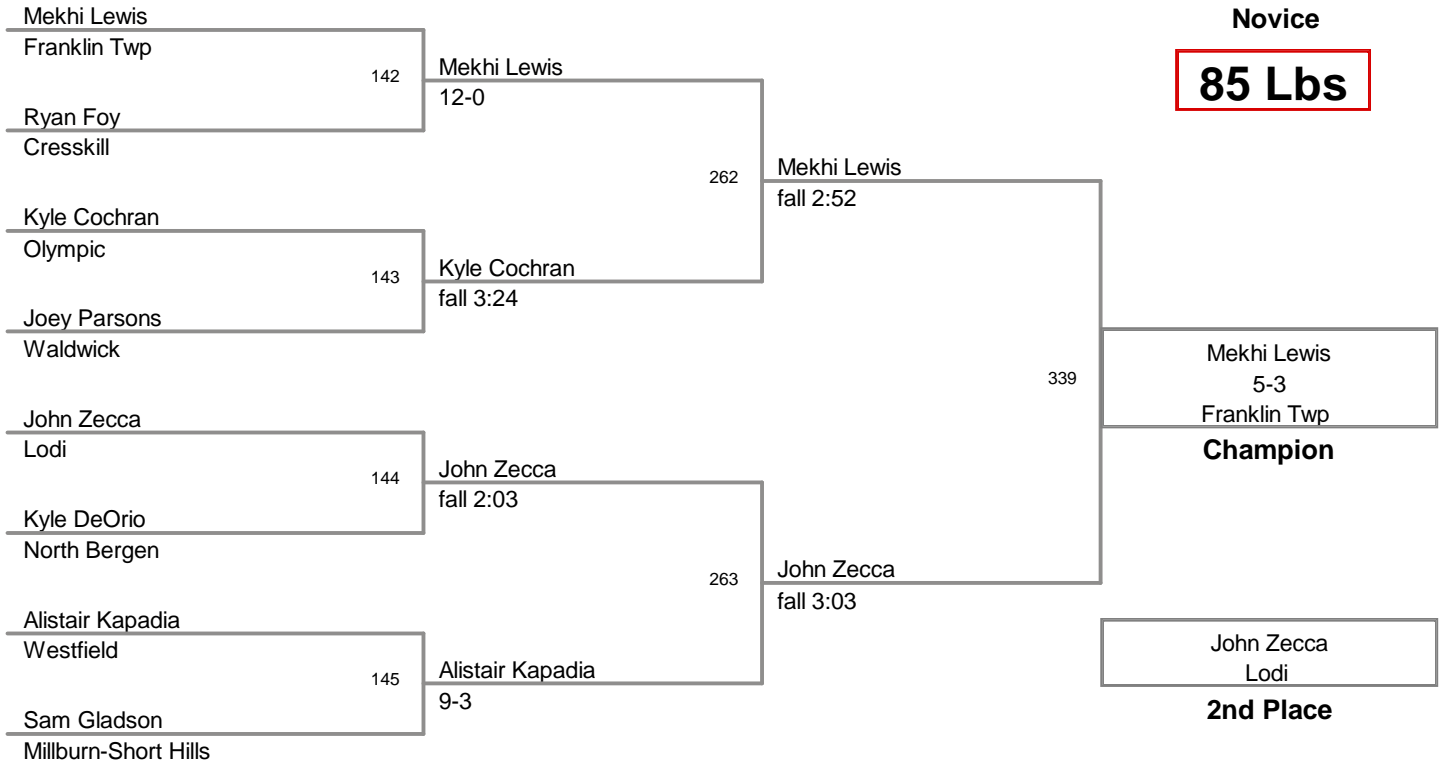 Novice
85 Lbs
Mekhi Lewis
Franklin Twp
142
Ryan Foy
Cresskill
Mekhi Lewis
12-0
Kyle Cochran
Olympic
143
Joey Parsons
Waldwick
Kyle Cochran
fall 3:24
262
Mekhi Lewis
fall 2:52
John Zecca
Lodi
144
Kyle DeOrio
North Bergen
John Zecca
fall 2:03
Alistair Kapadia
Westfield
145
Sam Gladson
Millburn-Short Hills
Alistair Kapadia
9-3
263
John Zecca
fall 3:03
339
Mekhi Lewis
5-3
Franklin Twp
Champion
John Zecca
Lodi
2nd Place